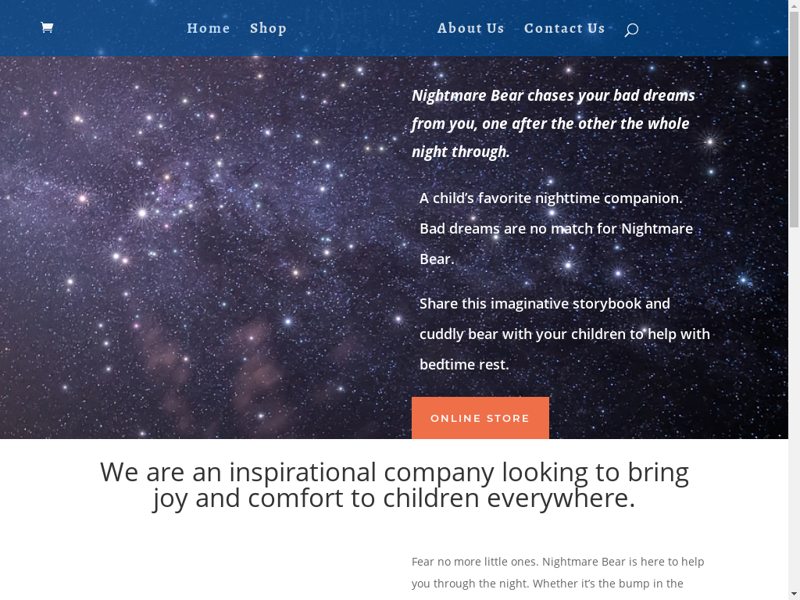 Home
Shop
About Us
Contact Us
Nightmare Bear chases your bad dreams
from you, one after the other the whole
night through.
A child’s favorite nighttime companion.
Bad dreams are no match for Nightmare
Bear.
Share this imaginative storybook and
cuddly bear with your children to help with
bedtime rest.
ONLINE STORE
We are an inspirational company looking to bring
joy and comfort to children everywhere.
Fear no more little ones. Nightmare Bear is here to help
you through the night. Whether it’s the bump in the